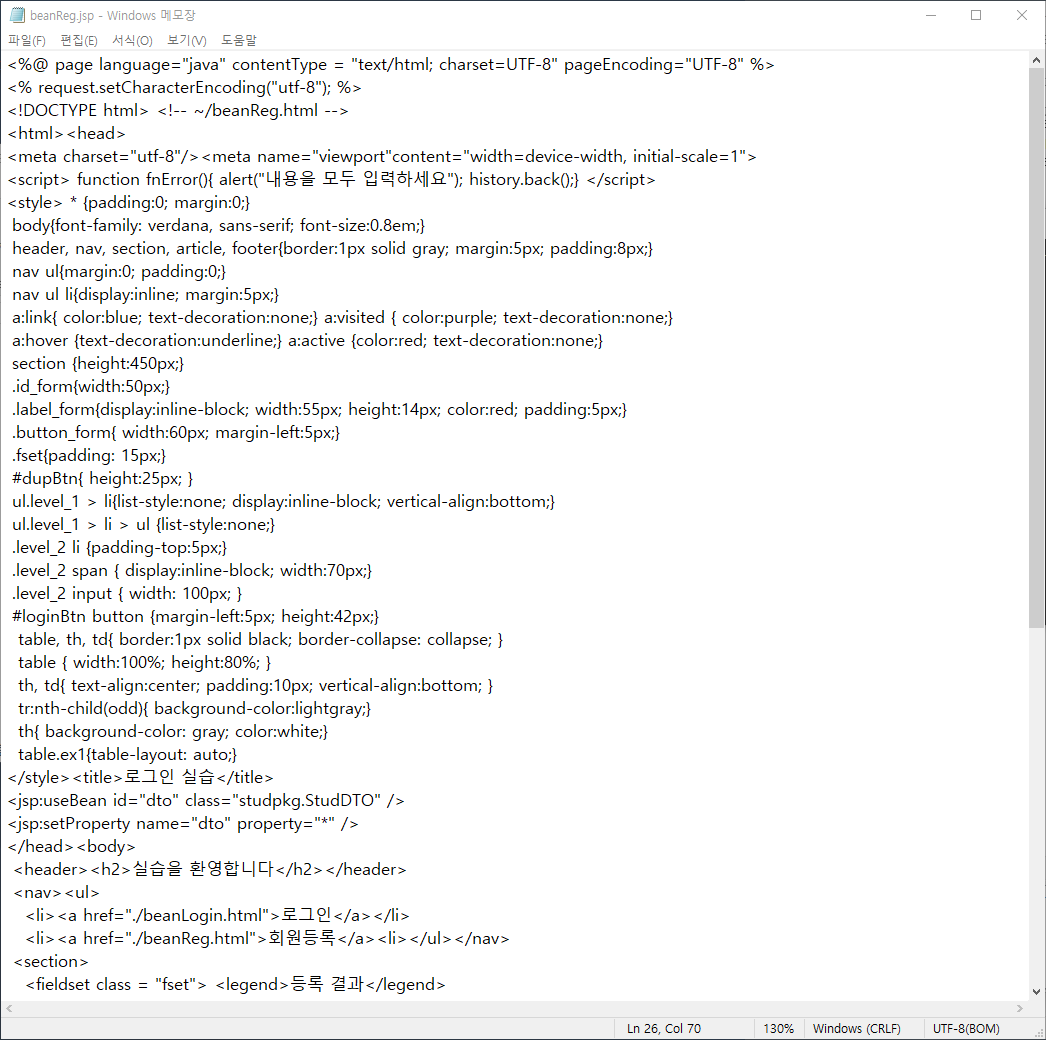 beanReg.jsp - Windows 메모장
파일(F) 편집(E) 서식(O) 보기(V) 도움말
<%@ page language="java" contentType = "text/html; charset=UTF-8" pageEncoding="UTF-8" %>
<% request.setCharacterEncoding("utf-8"); %>
<!DOCTYPE html> <!-- ~/beanReg.html -->
<html><head>
<meta charset="utf-8"/><meta name="viewport"content="width=device-width, initial-scale=1">
<script> function fnError(){ alert("내용을 모두 입력하세요"); history.back();} </script>
<style> * {padding:0; margin:0;}
body{font-family: verdana, sans-serif; font-size:0.8em;}
header, nav, section, article, footer{border:1px solid gray; margin:5px; padding:8px;}
nav ul{margin:0; padding:0;}
nav ul li{display:inline; margin:5px;}
a:link{ color:blue; text-decoration:none;} a:visited { color:purple; text-decoration:none;}
a:hover {text-decoration:underline;} a:active {color:red; text-decoration:none;}
section {height:450px;}
.id_form{width:50px;}
.label_form{display:inline-block; width:55px; height:14px; color:red; padding:5px;}
.button_form{ width:60px; margin-left:5px;}
.fset{padding: 15px;}
#dupBtn{ height:25px; }
ul.level_1 > li{list-style:none; display:inline-block; vertical-align:bottom;}
ul.level_1 > li > ul {list-style:none;}
.level_2 li {padding-top:5px;}
.level_2 span { display:inline-block; width:70px;}
.level_2 input { width: 100px; }
#loginBtn button {margin-left:5px; height:42px;}
table, th, td{ border:1px solid black; border-collapse: collapse; }
table { width:100%; height:80%; }
th, td{ text-align:center; padding:10px; vertical-align:bottom; }
tr:nth-child(odd){ background-color:lightgray;}
th{ background-color: gray; color:white;}
table.ex1{table-layout: auto;}
</style><title>로그인 실습</title>
<jsp:useBean id="dto" class="studpkg.StudDTO" />
<jsp:setProperty name="dto" property="*" />
</head><body>
<header><h2>실습을 환영합니다</h2></header>
<nav><ul>
<li><a href="./beanLogin.html">로그인</a></li>
<li><a href="./beanReg.html">회원등록</a><li></ul></nav>
<section>
<fieldset class = "fset"> <legend>등록 결과</legend>
Ln 26, Col 70 130% Windows (CRLF) UTF-8(BOM)